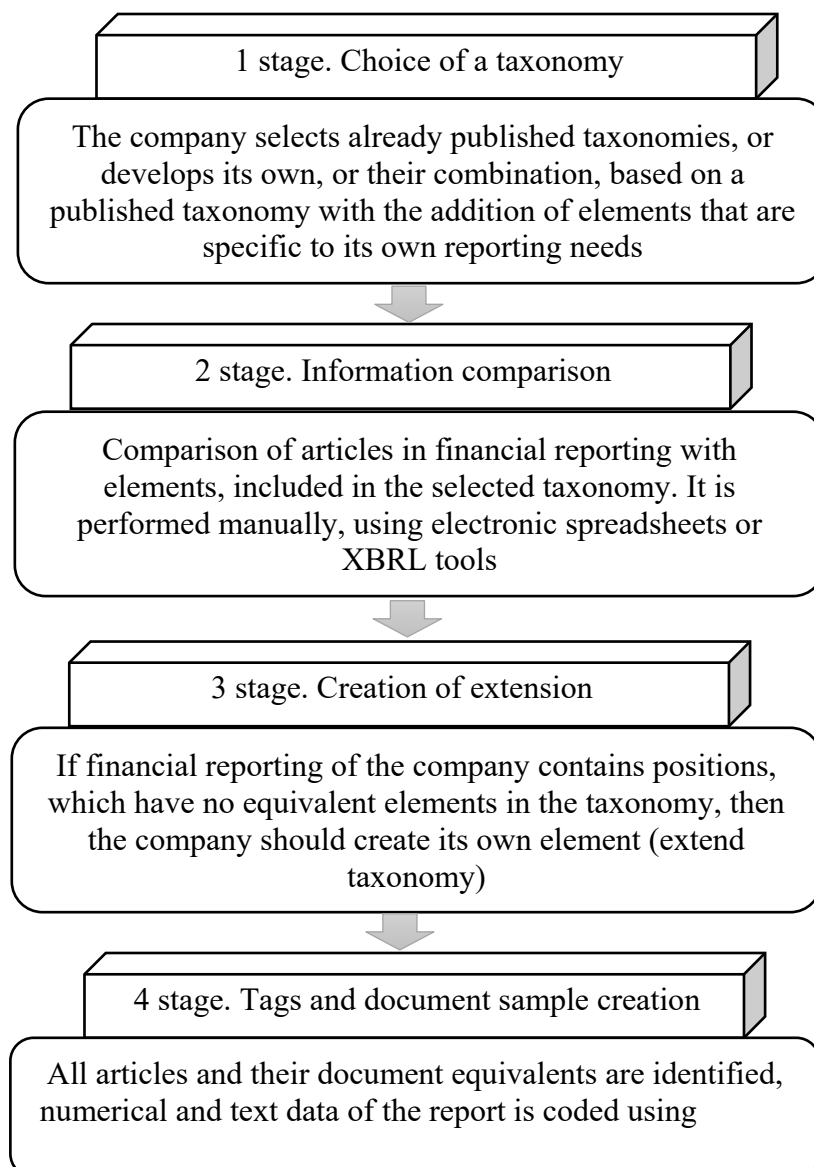 1 stage. Choice of a taxonomy
The company selects already published taxonomies, or
develops its own, or their combination, based on a
published taxonomy with the addition of elements that are
specific to its own reporting needs
2 stage. Information comparison
Comparison of articles in financial reporting with
elements, included in the selected taxonomy. It is
performed manually, using electronic spreadsheets or
XBRL tools
3 stage. Creation of extension
If financial reporting of the company contains positions,
which have no equivalent elements in the taxonomy, then
the company should create its own element (extend
taxonomy)
4 stage. Tags and document sample creation
All articles and their document equivalents are identified,
numerical and text data of the report is coded using